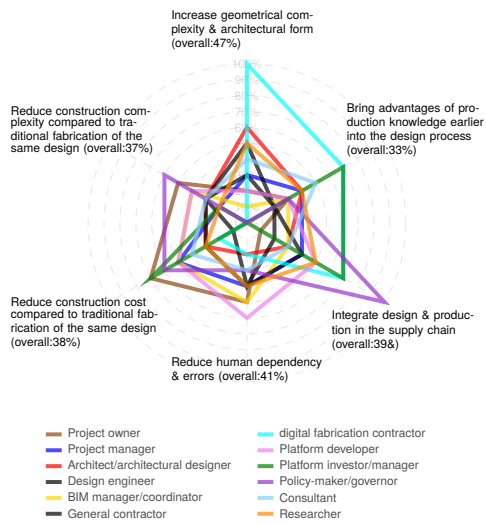 Increase geometrical com-
plexity & architectural form
(overall:47%)
100%
90%
80%
Reduce construction com-
plexity compared to tra-
ditional fabrication of the
same design (overall:37%)
Bring advantages of pro-
duction knowledge earlier
into the design process
(overall:33%)
Reduce construction cost
compared to traditional fab-
rication of the same design
(overall:38%)
Integrate design & produc-
tion in the supply chain
(overall:39&)
Reduce human dependency
& errors (overall:41%)
Project owner
Project manager
Architect/architectural designer
Design engineer
BIM manager/coordinator
General contractor
digital fabrication contractor
Platform developer
Platform investor/manager
Policy-maker/governor
Consultant
Researcher